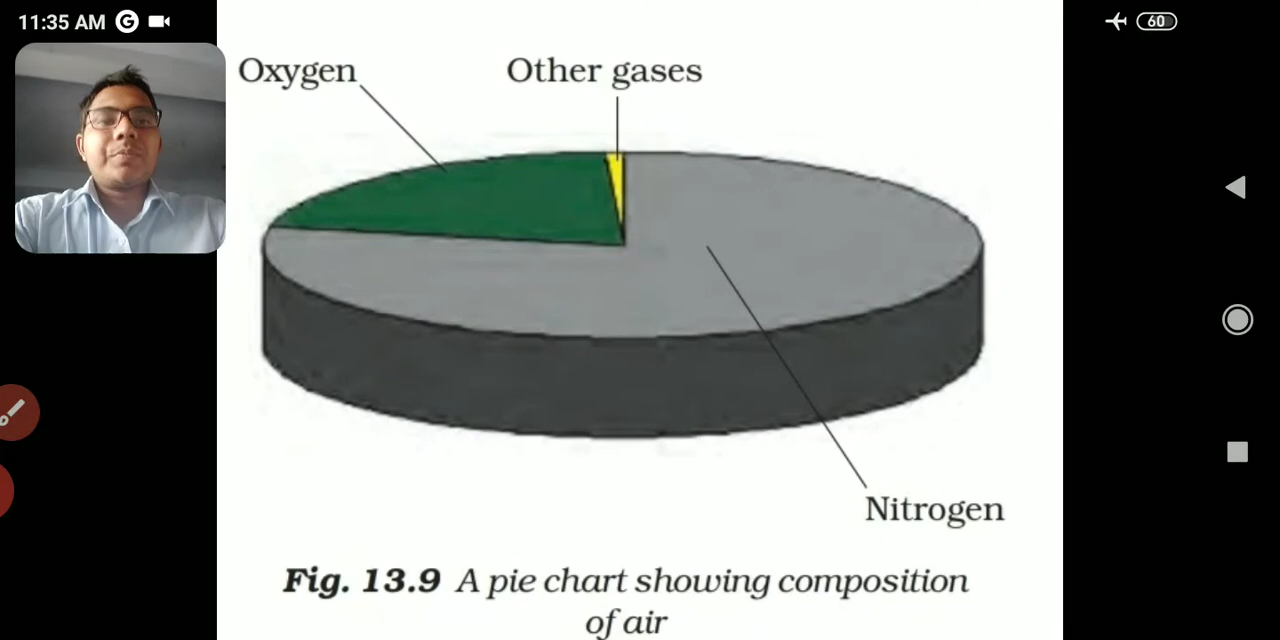 11:35 AM G
60
Oxygen
Other gases
Nitrogen
Fig. 13.9 A pie chart showing composition
of air